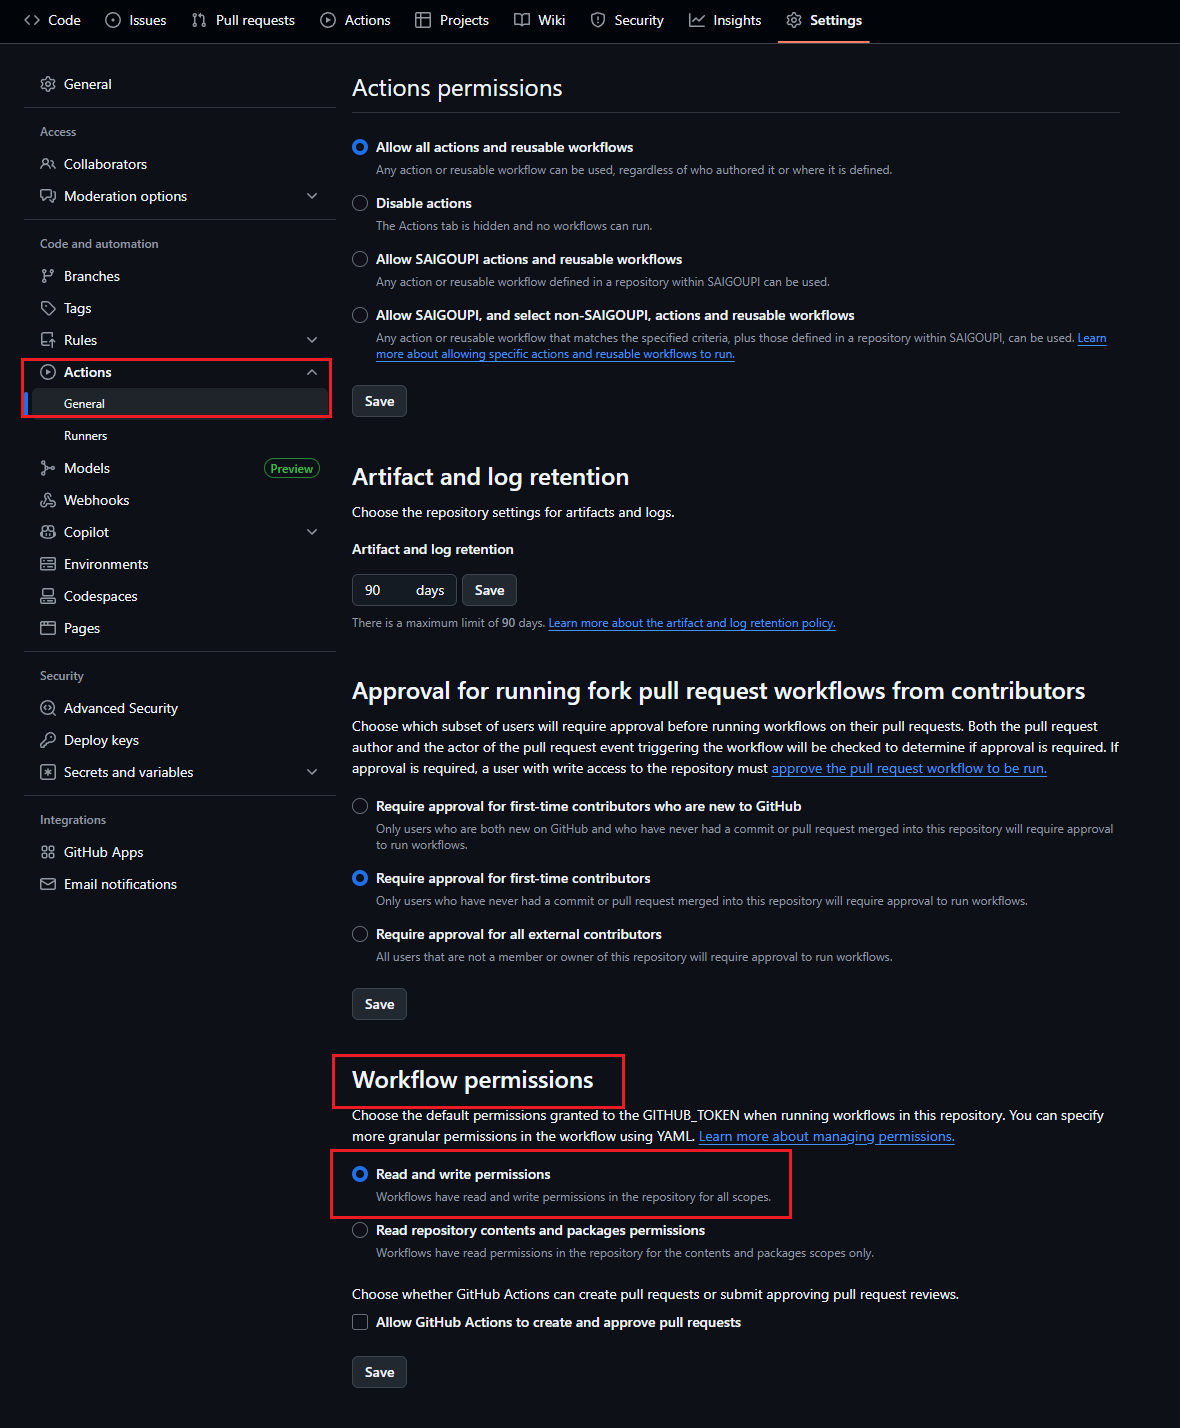 Code Issues Pull requests Actions Projects Wiki Security Insights Settings
General
Access
Collaborators
Moderation options
Code and automation
Branches
Tags
Rules
Actions
General
Runners
Models Preview
Webhooks
Copilot
Environments
Codespaces
Pages
Security
Advanced Security
Deploy keys
Secrets and variables
Integrations
GitHub Apps
Email notifications
Actions permissions
Allow all actions and reusable workflows
Any action or reusable workflow can be used, regardless of who authored it or where it is defined.
Disable actions
The Actions tab is hidden and no workflows can run.
Allow SAIGOUPI actions and reusable workflows
Any action or reusable workflow defined in a repository within SAIGOUPI can be used.
Allow SAIGOUPI, and select non-SAIGOUPI, actions and reusable workflows
Any action or reusable workflow that matches the specified criteria, plus those defined in a repository within SAIGOUPI, can be used. Learn
more about allowing specific actions and reusable workflows to run.
Save
Artifact and log retention
Choose the repository settings for artifacts and logs.
Artifact and log retention
90 days Save
There is a maximum limit of 90 days. Learn more about the artifact and log retention policy.
Approval for running fork pull request workflows from contributors
Choose which subset of users will require approval before running workflows on their pull requests. Both the pull request
author and the actor of the pull request event triggering the workflow will be checked to determine if approval is required. If
approval is required, a user with write access to the repository must approve the pull request workflow to be run.
Require approval for first-time contributors who are new to GitHub
Only users who are both new on GitHub and who have never had a commit or pull request merged into this repository will require approval
to run workflows.
Require approval for first-time contributors
Only users who have never had a commit or pull request merged into this repository will require approval to run workflows.
Require approval for all external contributors
All users that are not a member or owner of this repository will require approval to run workflows.
Save
Workflow permissions
Choose the default permissions granted to the GITHUB_TOKEN when running workflows in this repository. You can specify
more granular permissions in the workflow using YAML. Learn more about managing permissions.
Read and write permissions
Workflows have read and write permissions in the repository for all scopes.
Read repository contents and packages permissions
Workflows have read permissions in the repository for the contents and packages scopes only.
Choose whether GitHub Actions can create pull requests or submit approving pull request reviews.
Allow GitHub Actions to create and approve pull requests
Save